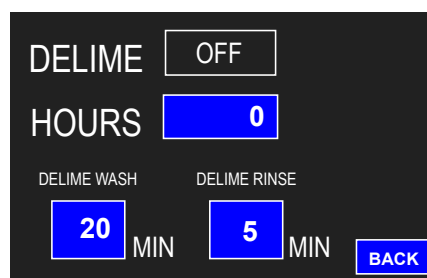 DELIME OFF
HOURS 0
DELIME WASH DELIME RINSE
20 MIN 5 MIN
BACK